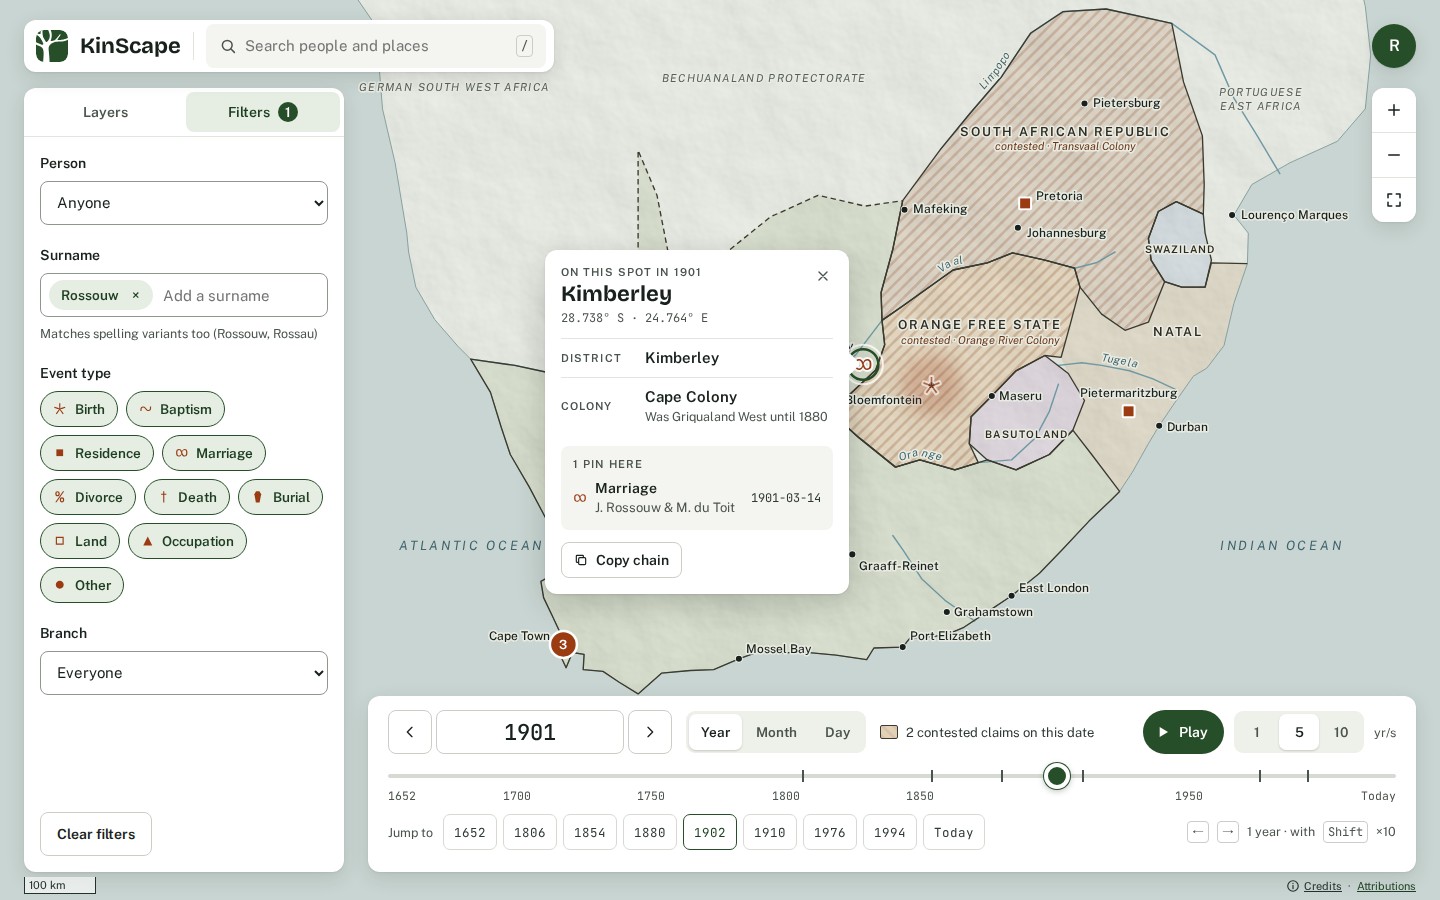 KinScape
Search people and places
/
R
Layers
Filters 1
Person
Anyone
Surname
Rossouw ×
Add a surname
Matches spelling variants too (Rossouw, Rossau)
Event type
Birth
Baptism
Residence
Marriage
Divorce
Death
Burial
Land
Occupation
Other
Branch
Everyone
Clear filters
100 km
GERMAN SOUTH WEST AFRICA
BECHUANALAND PROTECTORATE
Limpopo
Pietersburg
PORTUGUESE
EAST AFRICA
SOUTH AFRICAN REPUBLIC
contested · Transvaal Colony
Mafeking
Pretoria
Johannesburg
Lourenço Marques
SWAZILAND
Vaal
ORANGE FREE STATE
contested · Orange River Colony
NATAL
Tugela
Bloemfontein
Maseru
Pietermaritzburg
Durban
BASUTOLAND
Orange
ATLANTIC OCEAN
INDIAN OCEAN
Graaff-Reinet
East London
Grahamstown
Port Elizabeth
Mossel Bay
Cape Town
3
ON THIS SPOT IN 1901
Kimberley
28.738° S · 24.764° E
DISTRICT
Kimberley
COLONY
Cape Colony
Was Griqualand West until 1880
1 PIN HERE
Marriage
J. Rossouw & M. du Toit
1901-03-14
Copy chain
+
−
1901
Year
Month
Day
2 contested claims on this date
Play
1
5
10
yr/s
1652
1700
1750
1800
1850
1950
Today
Jump to
1652
1806
1854
1880
1902
1910
1976
1994
Today
← → 1 year · with Shift ×10
Credits · Attributions